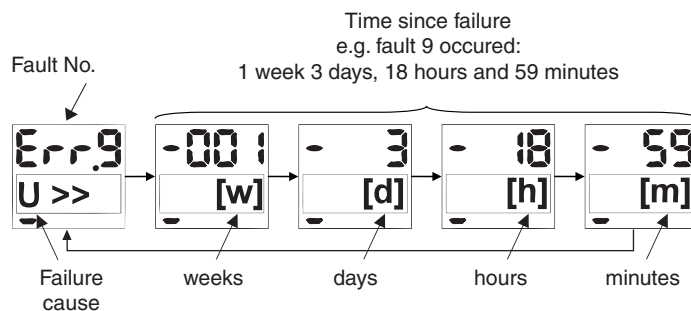 Time since failure
e.g. fault 9 occured:
1 week 3 days, 18 hours and 59 minutes
Fault No.
Err.9
-001
- 3
- 18
- 59
U >>
[w]
[d]
[h]
[m]
Failure
cause
weeks
days
hours
minutes